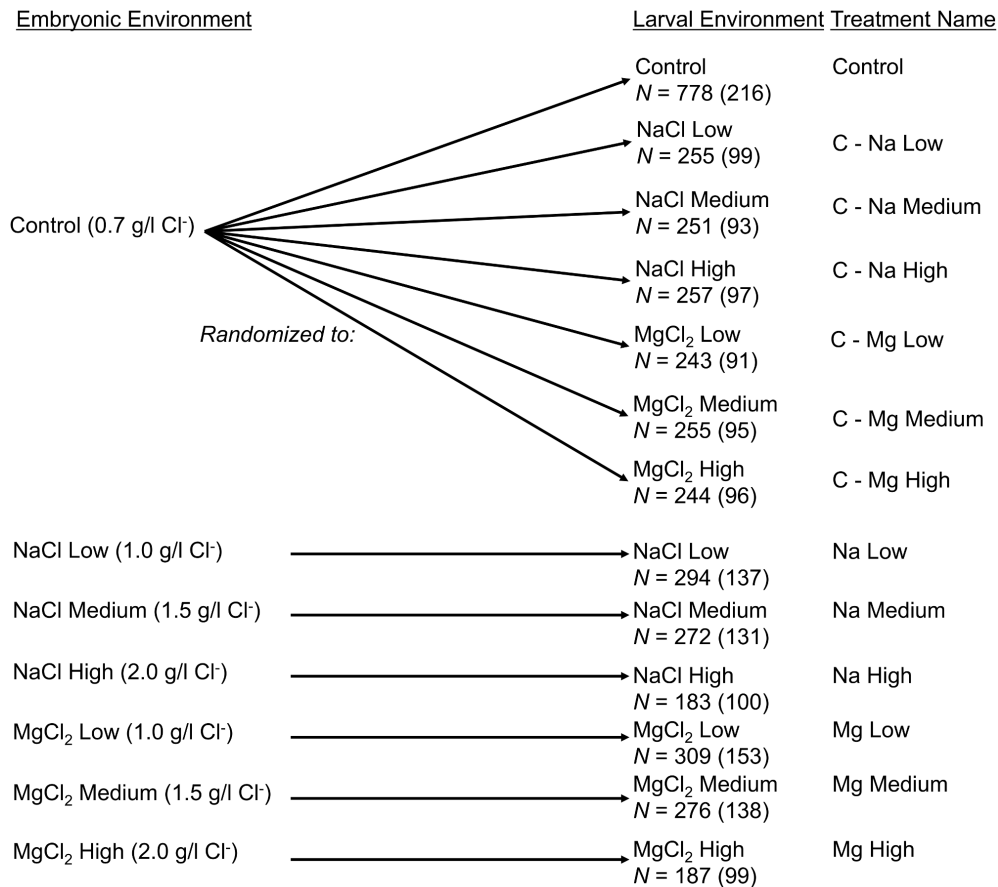 Embryonic Environment Larval Environment Treatment Name
Control Control
N = 778 (216)
NaCl Low C - Na Low
N = 255 (99)
NaCl Medium C - Na Medium
Control (0.7 g/l Cl⁻) N = 251 (93)
NaCl High C - Na High
N = 257 (97)
Randomized to: MgCl₂ Low C - Mg Low
N = 243 (91)
MgCl₂ Medium C - Mg Medium
N = 255 (95)
MgCl₂ High C - Mg High
N = 244 (96)
NaCl Low (1.0 g/l Cl⁻) NaCl Low Na Low
N = 294 (137)
NaCl Medium (1.5 g/l Cl⁻) NaCl Medium Na Medium
N = 272 (131)
NaCl High (2.0 g/l Cl⁻) NaCl High Na High
N = 183 (100)
MgCl₂ Low (1.0 g/l Cl⁻) MgCl₂ Low Mg Low
N = 309 (153)
MgCl₂ Medium (1.5 g/l Cl⁻) MgCl₂ Medium Mg Medium
N = 276 (138)
MgCl₂ High (2.0 g/l Cl⁻) MgCl₂ High Mg High
N = 187 (99)